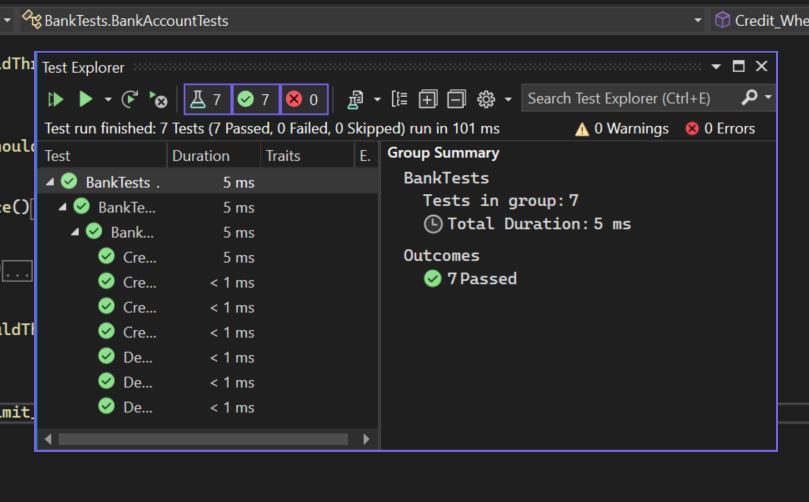 BankTests.BankAccountTests
Credit_Whe
Test Explorer
7 7 0
Search Test Explorer (Ctrl+E)
Test run finished: 7 Tests (7 Passed, 0 Failed, 0 Skipped) run in 101 ms
0 Warnings
0 Errors
Test Duration Traits E.
BankTests . 5 ms
BankTe... 5 ms
Bank... 5 ms
Cre... 5 ms
Cre... < 1 ms
Cre... < 1 ms
Cre... < 1 ms
De... < 1 ms
De... < 1 ms
De... < 1 ms
Group Summary
BankTests
Tests in group: 7
Total Duration: 5 ms
Outcomes
7 Passed
ldThi
hould
ce()
...
uldTh
imit_